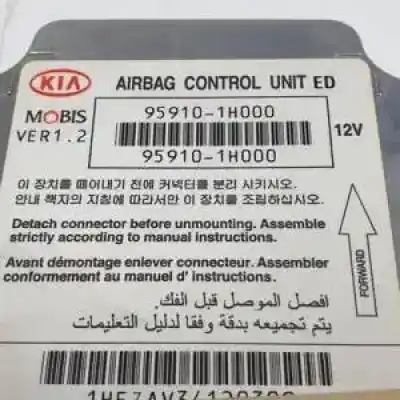 KIA AIRBAG CONTROL UNIT ED
MOBIS
VER1.2
95910-1H000
12V
95910-1H000
이 장치를 떼어내기 전에 커넥터를 분리 시키시오.
안내 책자의 지침에 따라서만 이 장치를 조립하십시오.
Detach connector before unmounting. Assemble
strictly according to manual instructions.
Avant démontage enlever connecteur. Assembler
conformement au manuel d' instructions.
FORWARD
افصل الموصل قبل الفك.
يتم تجميعه بدقة وفقا لدليل التعليمات